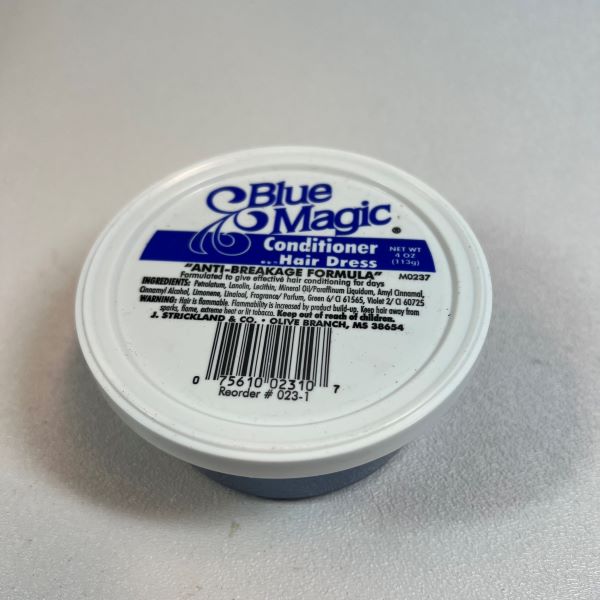 Blue
Magic®
Conditioner
Hair Dress
NET WT
4 OZ
(113g)
"ANTI-BREAKAGE FORMULA"
M0237
Formulated to give effective hair conditioning for days
INGREDIENTS: Petrolatum, Lanolin, Lecithin, Mineral Oil/Paraffinum Liquidum, Amyl Cinnamal,
Cinnamyl Alcohol, Limonene, Linalool, Fragrance/ Parfum, Green 6/ CI 61565, Violet 2/ CI 60725
WARNING: Hair is flammable. Flammability is increased by product build-up. Keep hair away from
sparks, flame, extreme heat or lit tobacco. Keep out of reach of children.
J. STRICKLAND & CO. • OLIVE BRANCH, MS 38654
0 75610 02310 7
Reorder # 023-1